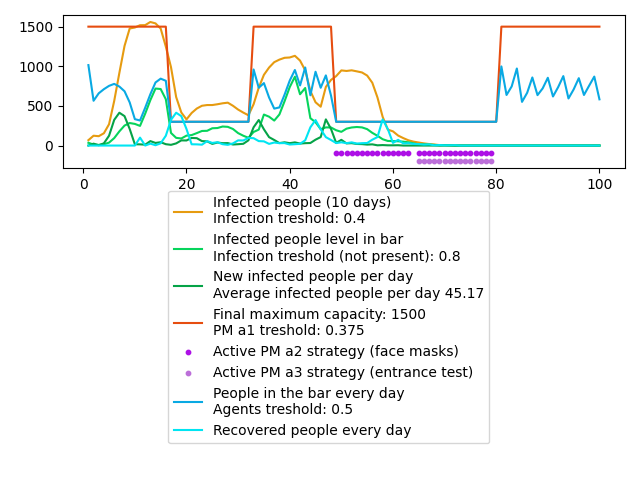 1500
1000
500
0
0 20 40 60 80 100
Infected people (10 days)
Infection treshold: 0.4
Infected people level in bar
Infection treshold (not present): 0.8
New infected people per day
Average infected people per day 45.17
Final maximum capacity: 1500
PM a1 treshold: 0.375
Active PM a2 strategy (face masks)
Active PM a3 strategy (entrance test)
People in the bar every day
Agents treshold: 0.5
Recovered people every day